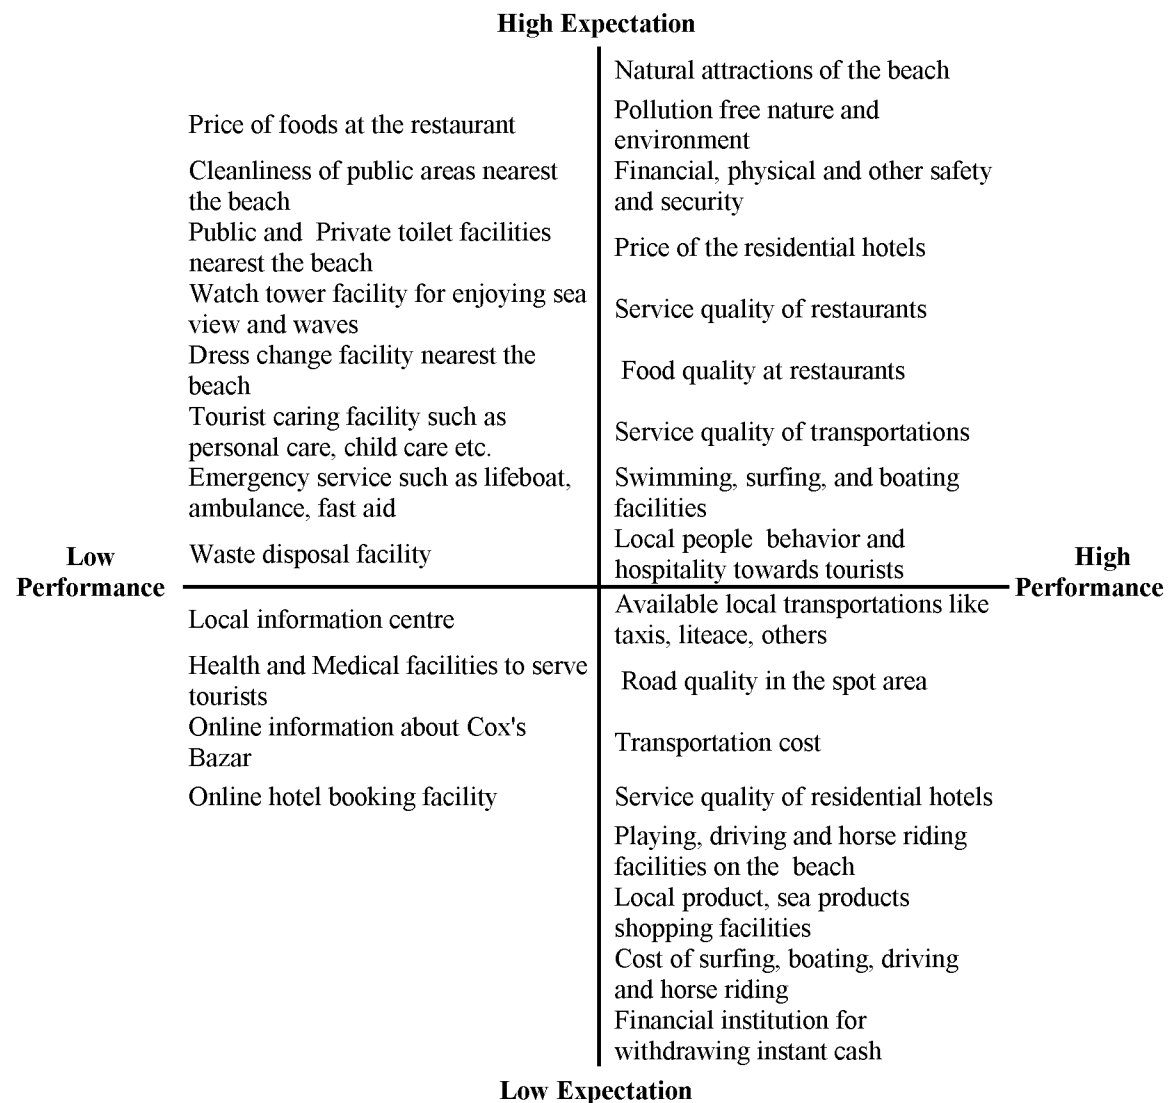 High Expectation
Price of foods at the restaurant
Cleanliness of public areas nearest
the beach
Public and Private toilet facilities
nearest the beach
Watch tower facility for enjoying sea
view and waves
Dress change facility nearest the
beach
Tourist caring facility such as
personal care, child care etc.
Emergency service such as lifeboat,
ambulance, fast aid
Waste disposal facility
Natural attractions of the beach
Pollution free nature and
environment
Financial, physical and other safety
and security
Price of the residential hotels
Service quality of restaurants
Food quality at restaurants
Service quality of transportations
Swimming, surfing, and boating
facilities
Local people behavior and
hospitality towards tourists
Low
Performance
High
Performance
Local information centre
Health and Medical facilities to serve
tourists
Online information about Cox's
Bazar
Online hotel booking facility
Available local transportations like
taxis, liteace, others
Road quality in the spot area
Transportation cost
Service quality of residential hotels
Playing, driving and horse riding
facilities on the beach
Local product, sea products
shopping facilities
Cost of surfing, boating, driving
and horse riding
Financial institution for
withdrawing instant cash
Low Expectation